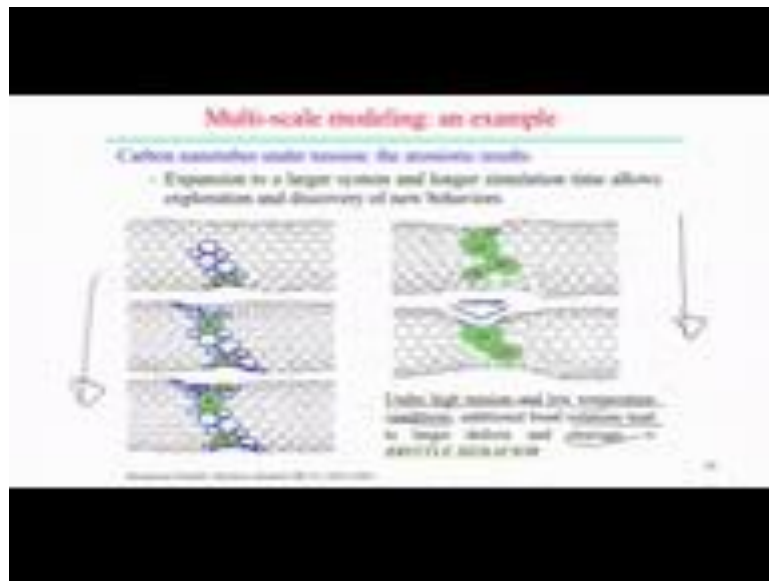 Multi-scale modeling: an example
Carbon nanotubes under tension: the atomistic results
- Expansion to a larger system and longer simulation time allows
exploration and discovery of new behaviors
Under high tension and low temperature
conditions, additional bond rotations lead
to larger defects and cleavage